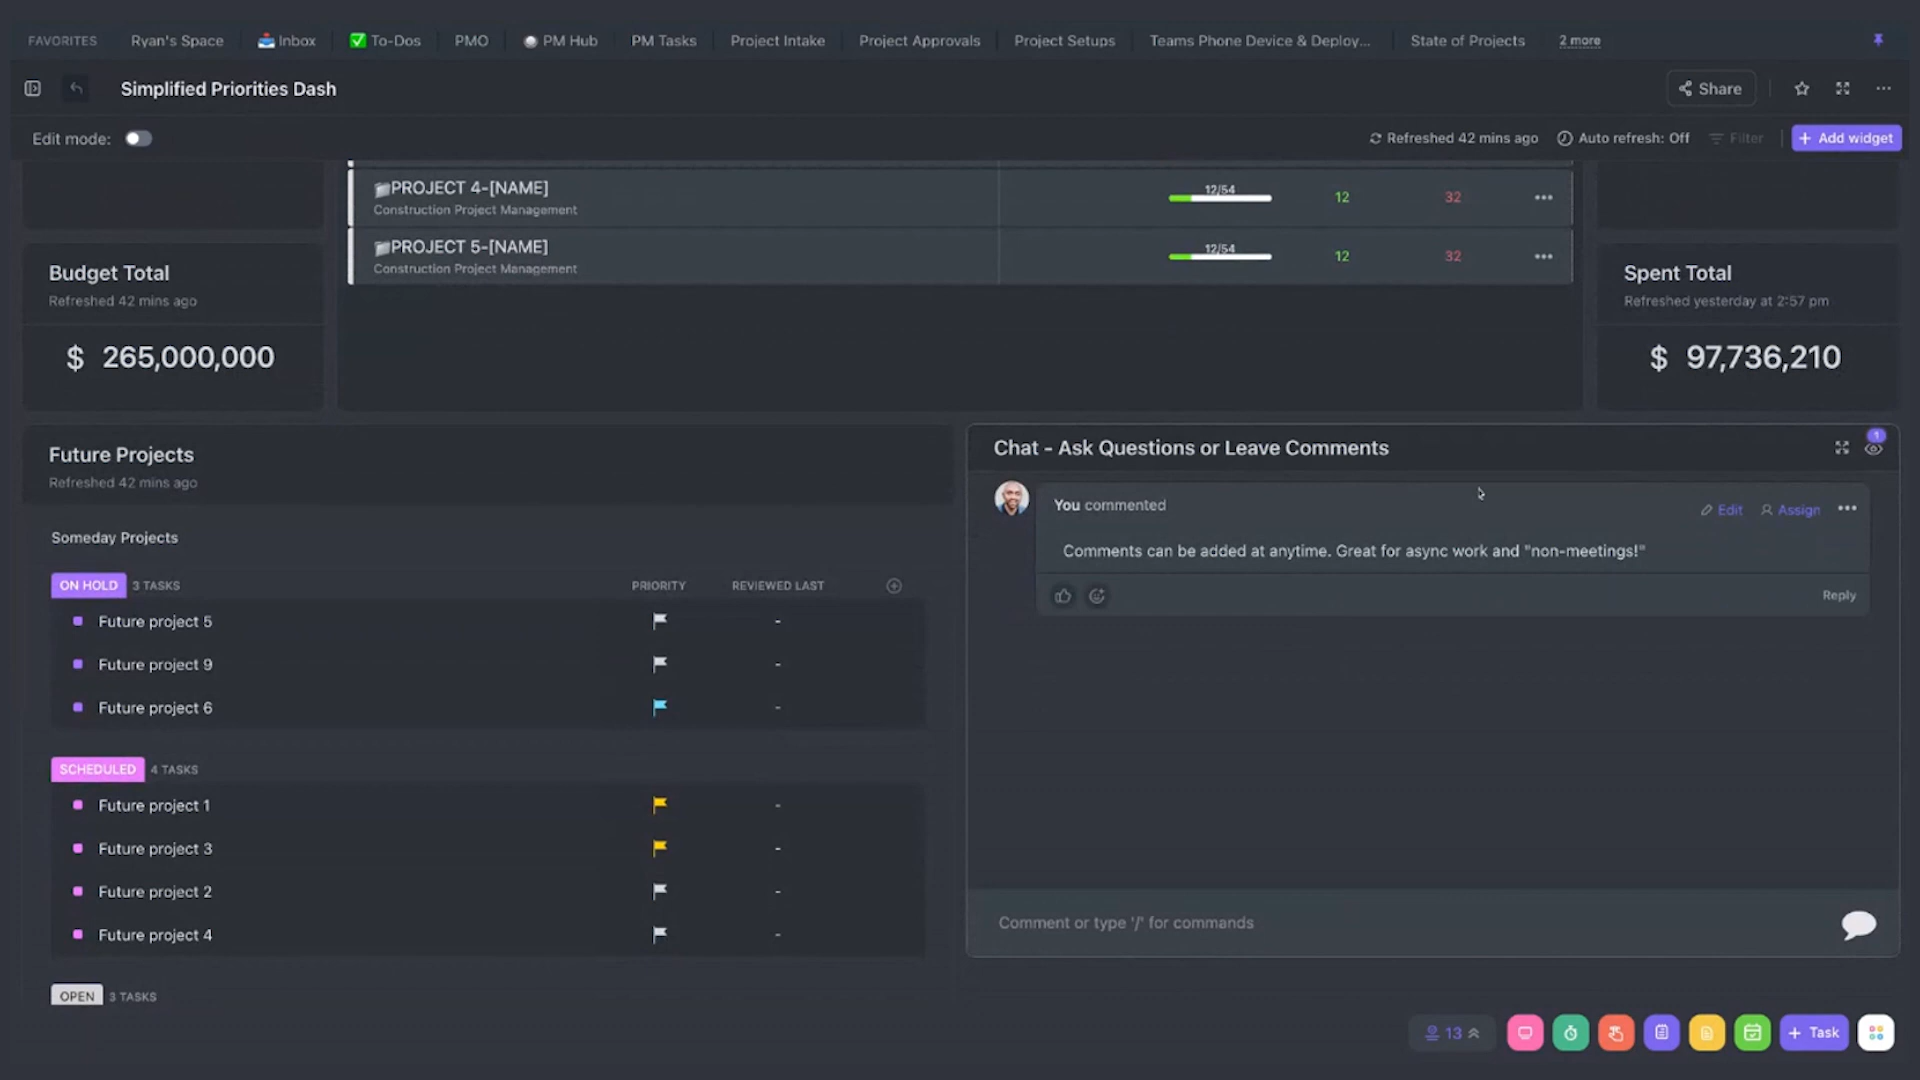 FAVORITES Ryan's Space Inbox To-Dos PMO PM Hub PM Tasks Project Intake Project Approvals Project Setups Teams Phone Device & Deploy... State of Projects 2 more
Simplified Priorities Dash
Share
Edit mode:
Refreshed 42 mins ago Auto refresh: Off Filter + Add widget
PROJECT 4-[NAME]
Construction Project Management
12/54 12 32
PROJECT 5-[NAME]
Construction Project Management
12/54 12 32
Budget Total
Refreshed 42 mins ago
$ 265,000,000
Spent Total
Refreshed yesterday at 2:57 pm
$ 97,736,210
Future Projects
Refreshed 42 mins ago
Someday Projects
ON HOLD 3 TASKS PRIORITY REVIEWED LAST
Future project 5 -
Future project 9 -
Future project 6 -
SCHEDULED 4 TASKS
Future project 1 -
Future project 3 -
Future project 2 -
Future project 4 -
OPEN 3 TASKS
Chat - Ask Questions or Leave Comments
1
You commented
Edit Assign
Comments can be added at anytime. Great for async work and "non-meetings!"
Reply
Comment or type '/' for commands
13
+ Task